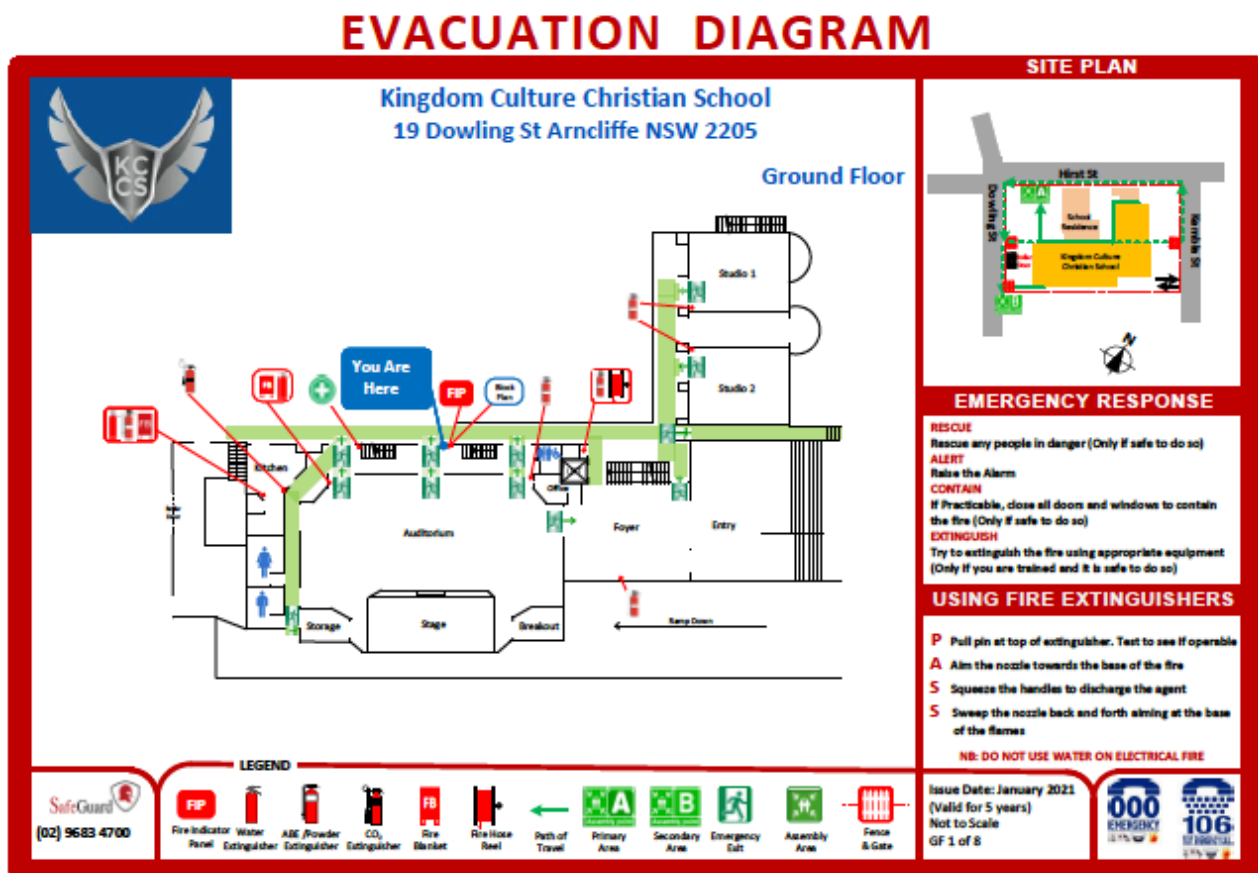 EVACUATION DIAGRAM
KC
CS
Kingdom Culture Christian School
19 Dowling St Arncliffe NSW 2205
Ground Floor
Studio 1
Studio 2
You Are
Here
FIP
Block
Plan
FB
FB
Kitchen
Office
Auditorium
Foyer
Entry
Storage
Stage
Breakout
Ramp Down
SITE PLAN
Hirst St
Dowling St
Kemble St
A
School
Residence
Kingdom Culture
Christian School
B
N
EMERGENCY RESPONSE
RESCUE
Rescue any people in danger (Only if safe to do so)
ALERT
Raise the Alarm
CONTAIN
If Practicable, close all doors and windows to contain
the fire (Only if safe to do so)
EXTINGUISH
Try to extinguish the fire using appropriate equipment
(Only if you are trained and it is safe to do so)
USING FIRE EXTINGUISHERS
P Pull pin at top of extinguisher. Test to see if operable
A Aim the nozzle towards the base of the fire
S Squeeze the handles to discharge the agent
S Sweep the nozzle back and forth aiming at the base
of the flames
NB: DO NOT USE WATER ON ELECTRICAL FIRE
SafeGuard
(02) 9683 4700
LEGEND
FIP
Fire Indicator
Panel
Water
Extinguisher
ABE /Powder
Extinguisher
CO₂
Extinguisher
FB
Fire
Blanket
Fire Hose
Reel
Path of
Travel
A
Primary
Area
B
Secondary
Area
Emergency
Exit
Assembly
Area
Fence
& Gate
Issue Date: January 2021
(Valid for 5 years)
Not to Scale
GF 1 of 8
000
EMERGENCY
106